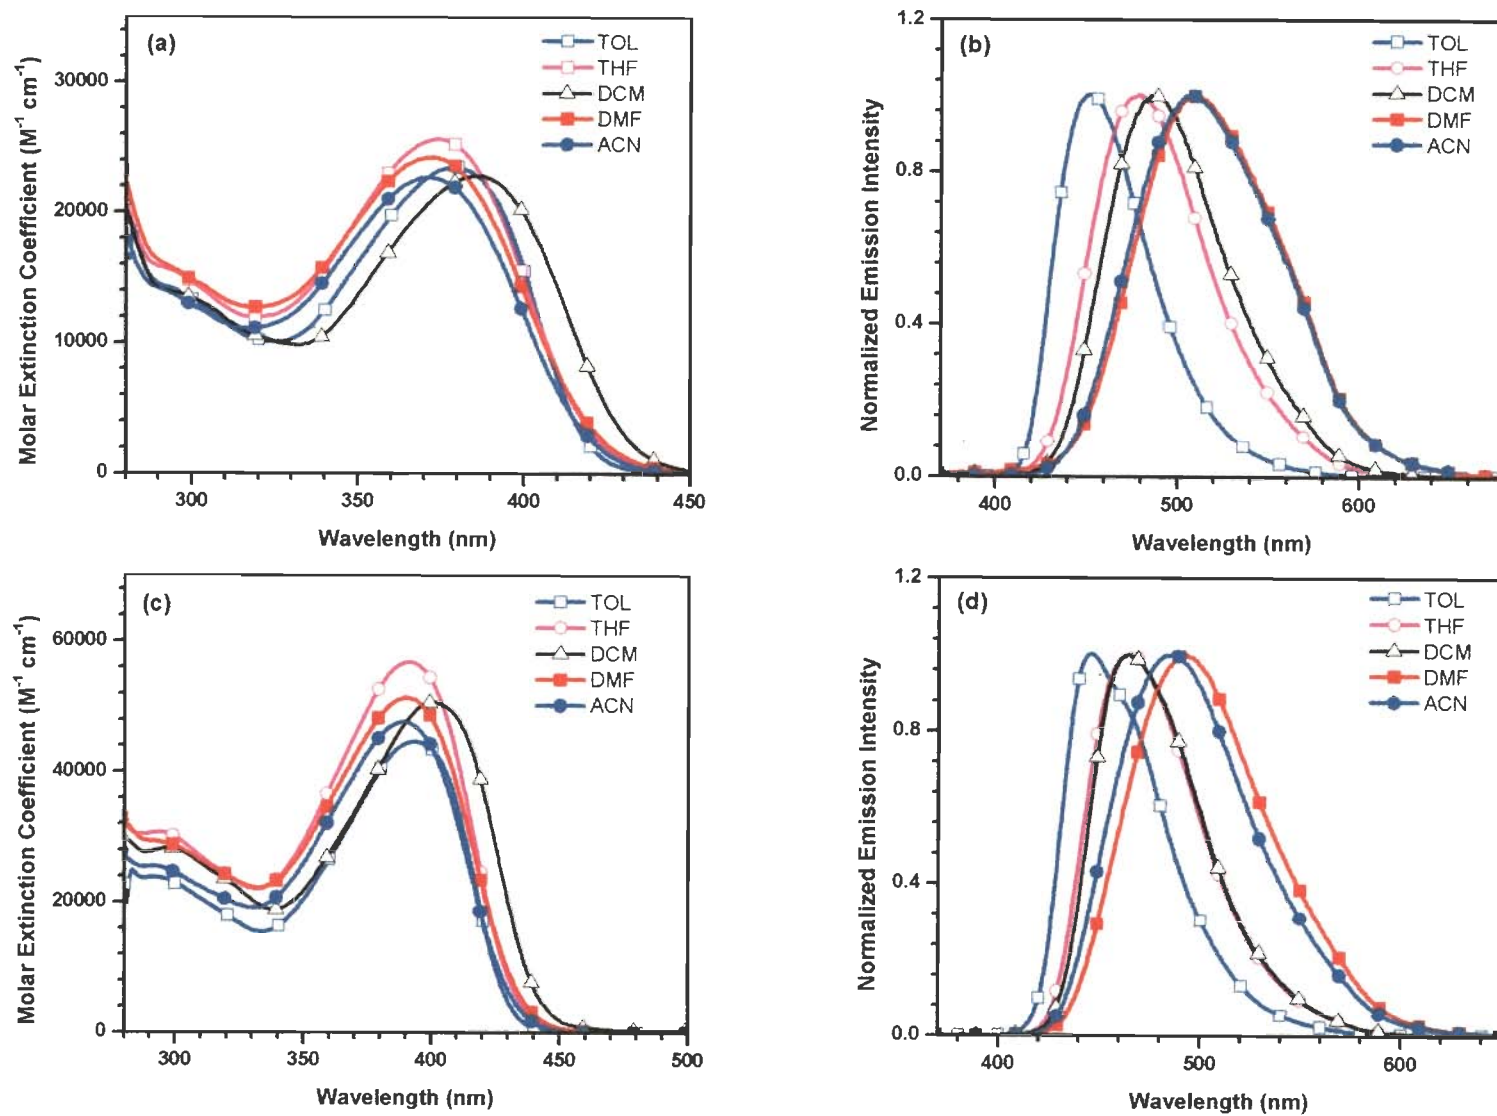 (a)
TOL
THF
DCM
DMF
ACN
30000
20000
10000
0
300
350
400
450
Molar Extinction Coefficient (M⁻¹ cm⁻¹)
Wavelength (nm)
(b)
TOL
THF
DCM
DMF
ACN
1.2
0.8
0.4
0.0
400
500
600
Normalized Emission Intensity
Wavelength (nm)
(c)
TOL
THF
DCM
DMF
ACN
60000
40000
20000
0
300
350
400
450
500
Molar Extinction Coefficient (M⁻¹ cm⁻¹)
Wavelength (nm)
(d)
TOL
THF
DCM
DMF
ACN
1.2
0.8
0.4
0.0
400
500
600
Normalized Emission Intensity
Wavelength (nm)